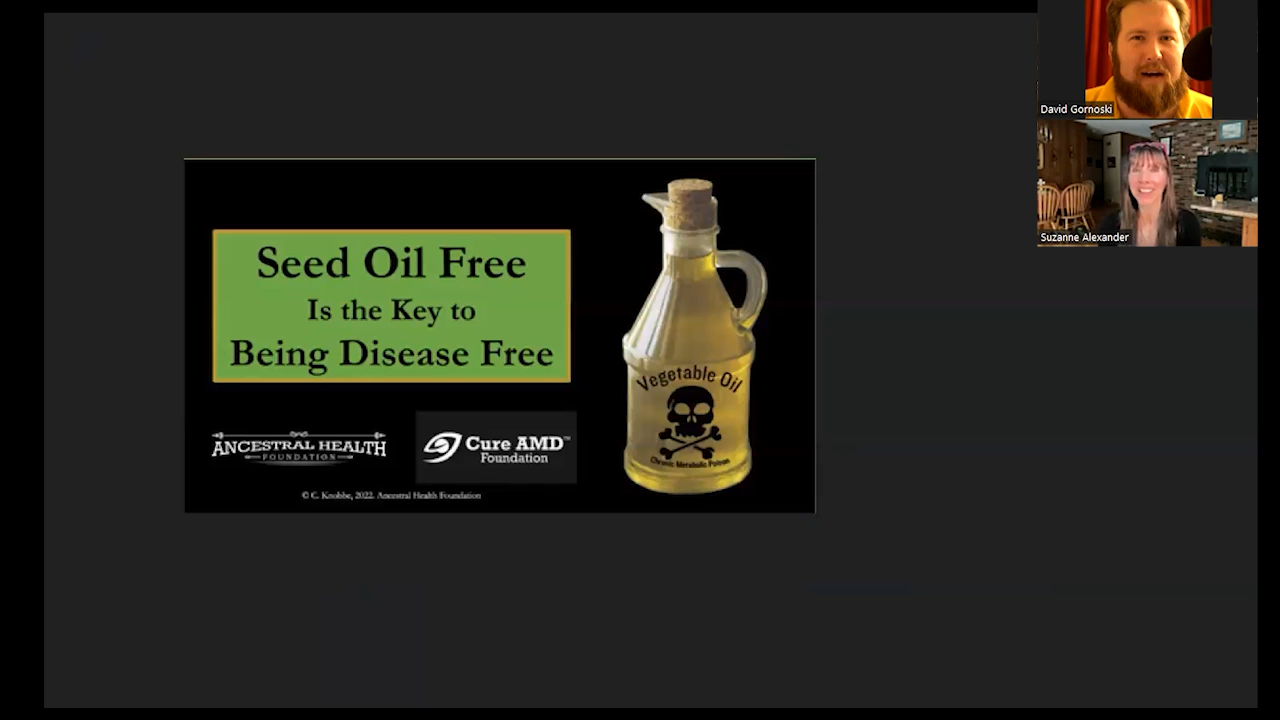 David Gornoski
Suzanne Alexander
Seed Oil Free
Is the Key to
Being Disease Free
Vegetable Oil
Chronic Metabolic Poison
ANCESTRAL HEALTH
FOUNDATION
Cure AMD™
Foundation
© C. Knobbe, 2022. Ancestral Health Foundation